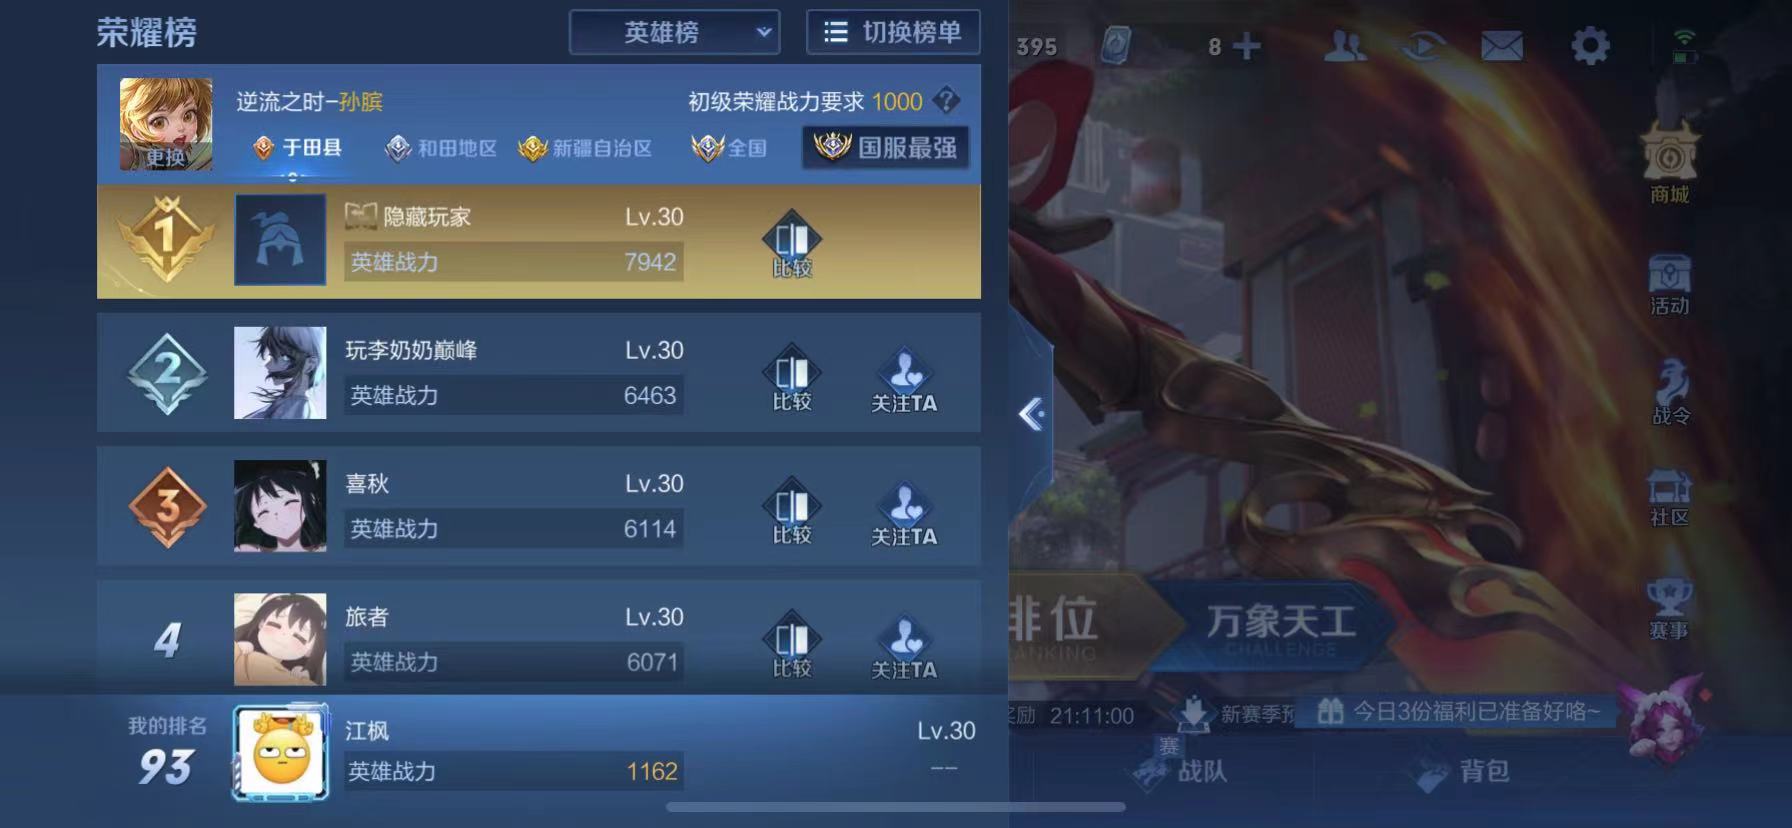 荣耀榜
英雄榜
切换榜单
更换
逆流之时-孙膑
初级荣耀战力要求 1000 ?
于田县
和田地区
新疆自治区
全国
国服最强
1
隐藏玩家
Lv.30
英雄战力
7942
比较
2
玩李奶奶巅峰
Lv.30
英雄战力
6463
比较
关注TA
3
喜秋
Lv.30
英雄战力
6114
比较
关注TA
4
旅者
Lv.30
英雄战力
6071
比较
关注TA
我的排名
93
江枫
Lv.30
英雄战力
1162
--
395
8
商城
活动
战令
社区
赛事
排位
RANKING
万象天工
CHALLENGE
奖励 21:11:00
新赛季预
今日3份福利已准备好咯~
赛
战队
背包